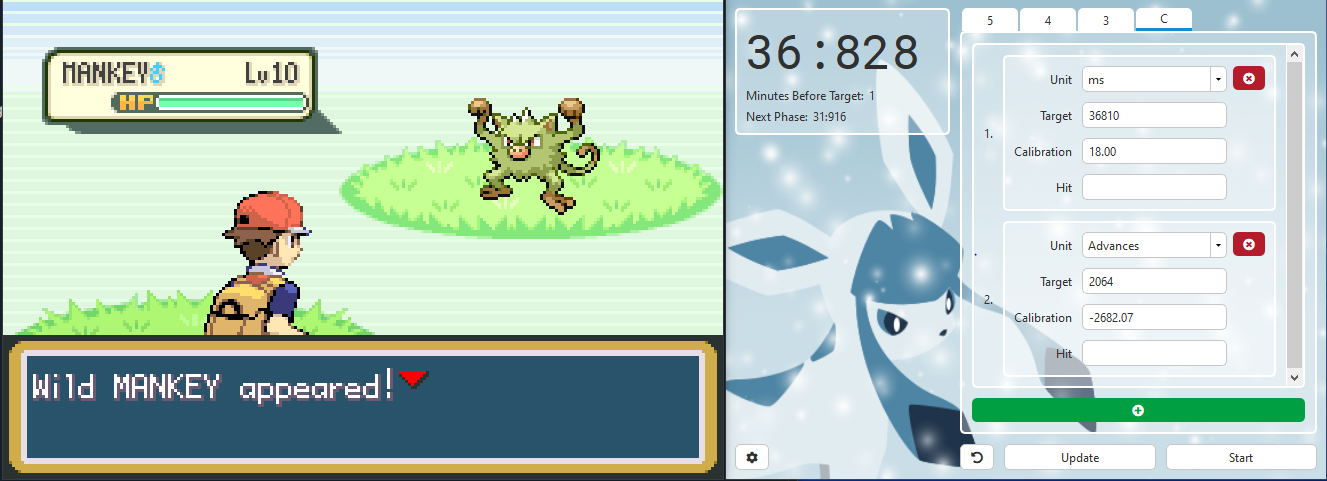 MANKEY♂ Lv10
HP
Wild MANKEY appeared!
36:828
Minutes Before Target: 1
Next Phase: 31:916
5 4 3 C
1.
Unit ms
Target 36810
Calibration 18.00
Hit
2.
Unit Advances
Target 2064
Calibration -2682.07
Hit
Update Start